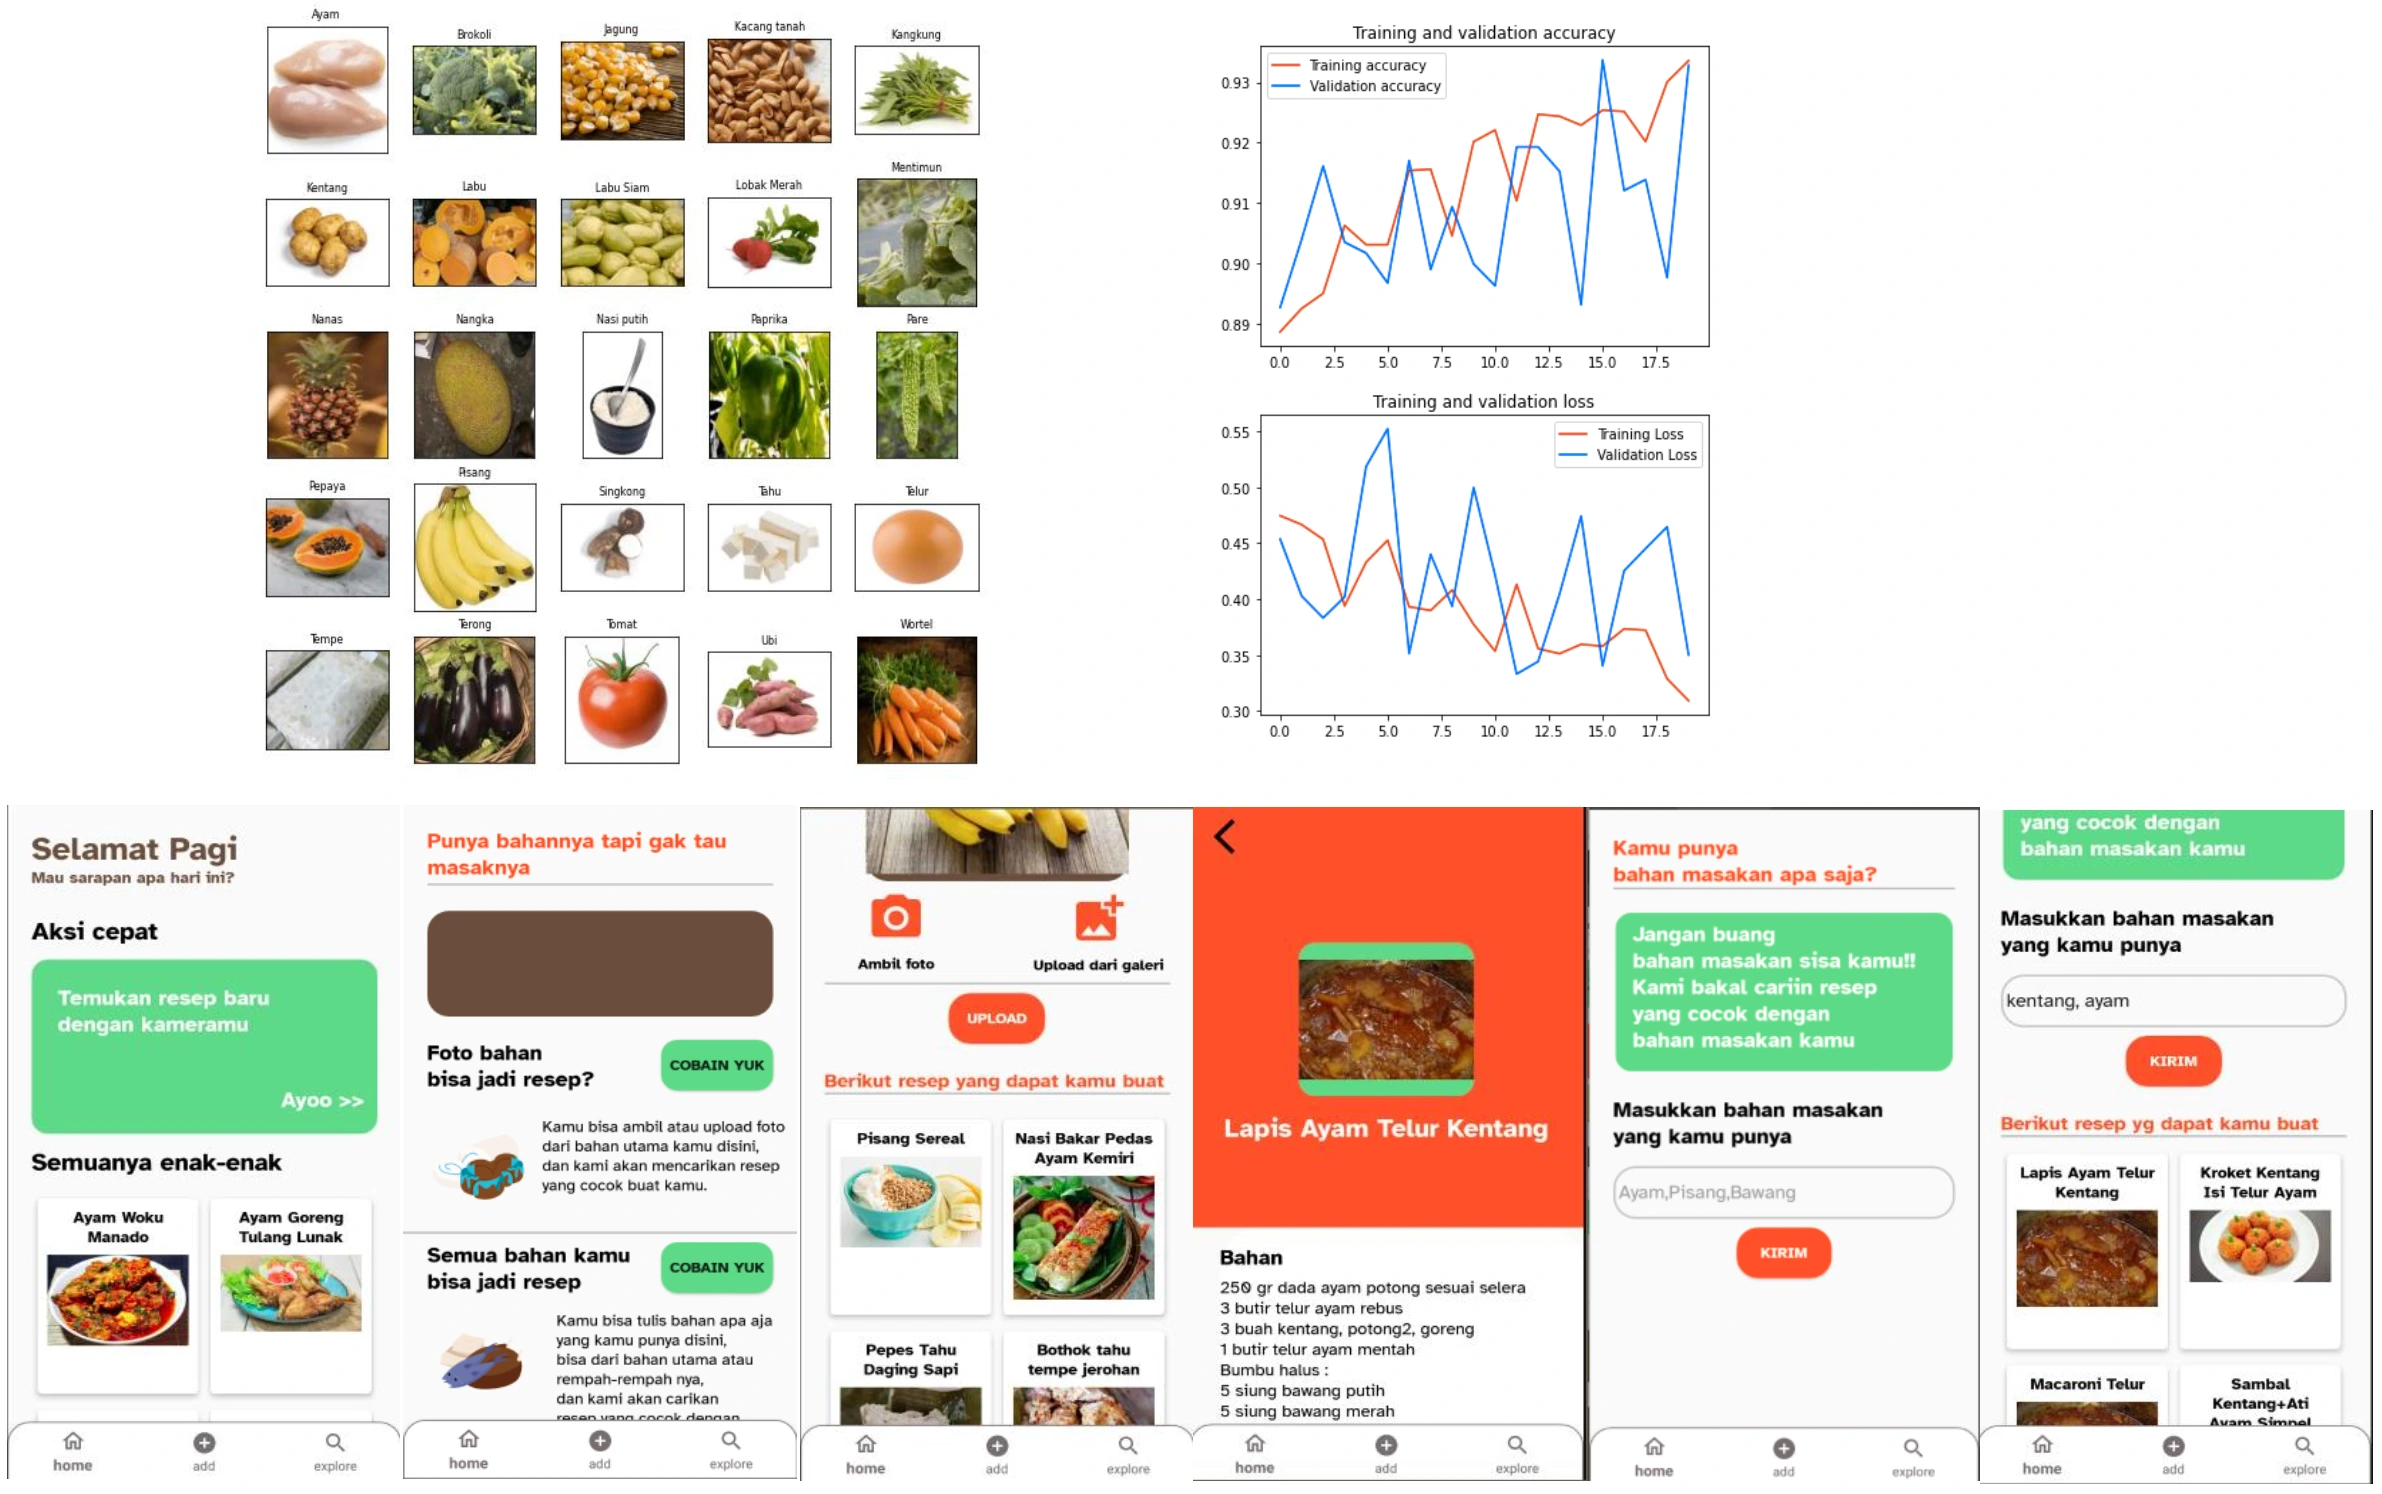 Ayam
Brokoli
Jagung
Kacang tanah
Kangkung
Kentang
Labu
Labu Siam
Lobak Merah
Mentimun
Nanas
Nangka
Nasi putih
Paprika
Pare
Pepaya
Pisang
Singkong
Tahu
Telur
Tempe
Terong
Tomat
Ubi
Wortel
Training and validation accuracy
Training accuracy
Validation accuracy
0.93
0.92
0.91
0.90
0.89
0.0 2.5 5.0 7.5 10.0 12.5 15.0 17.5
Training and validation loss
Training Loss
Validation Loss
0.55
0.50
0.45
0.40
0.35
0.30
0.0 2.5 5.0 7.5 10.0 12.5 15.0 17.5
Selamat Pagi
Mau sarapan apa hari ini?
Aksi cepat
Temukan resep baru
dengan kameramu
Ayoo >>
Semuanya enak-enak
Ayam Woku
Manado
Ayam Goreng
Tulang Lunak
home
add
explore
Punya bahannya tapi gak tau
masaknya
Foto bahan
bisa jadi resep?
COBAIN YUK
Kamu bisa ambil atau upload foto
dari bahan utama kamu disini,
dan kami akan mencarikan resep
yang cocok buat kamu.
Semua bahan kamu
bisa jadi resep
COBAIN YUK
Kamu bisa tulis bahan apa aja
yang kamu punya disini,
bisa dari bahan utama atau
rempah-rempah nya,
dan kami akan carikan
resep yang cocok dengan
home
add
explore
Ambil foto
Upload dari galeri
UPLOAD
Berikut resep yang dapat kamu buat
Pisang Sereal
Nasi Bakar Pedas
Ayam Kemiri
Pepes Tahu
Daging Sapi
Bothok tahu
tempe jerohan
home
add
explore
Lapis Ayam Telur Kentang
Bahan
250 gr dada ayam potong sesuai selera
3 butir telur ayam rebus
3 buah kentang, potong2, goreng
1 butir telur ayam mentah
Bumbu halus :
5 siung bawang putih
5 siung bawang merah
home
add
explore
Kamu punya
bahan masakan apa saja?
Jangan buang
bahan masakan sisa kamu!!
Kami bakal cariin resep
yang cocok dengan
bahan masakan kamu
Masukkan bahan masakan
yang kamu punya
Ayam,Pisang,Bawang
KIRIM
home
add
explore
yang cocok dengan
bahan masakan kamu
Masukkan bahan masakan
yang kamu punya
kentang, ayam
KIRIM
Berikut resep yg dapat kamu buat
Lapis Ayam Telur
Kentang
Kroket Kentang
Isi Telur Ayam
Macaroni Telur
Sambal
Kentang+Ati
Ayam Simpel
home
add
explore